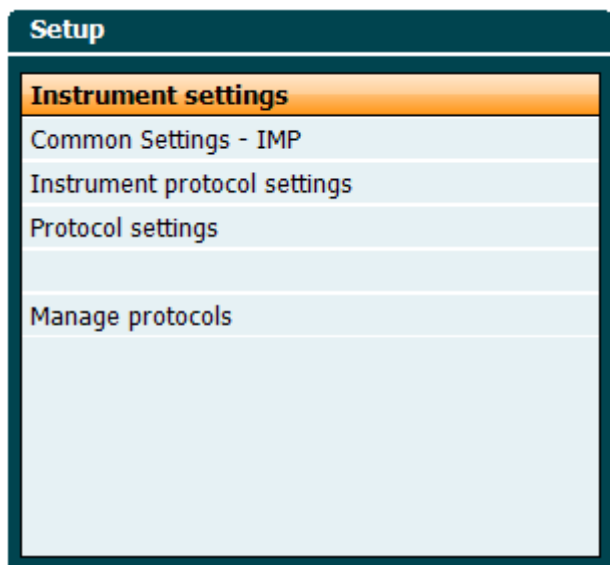 Setup
Instrument settings
Common Settings - IMP
Instrument protocol settings
Protocol settings
Manage protocols